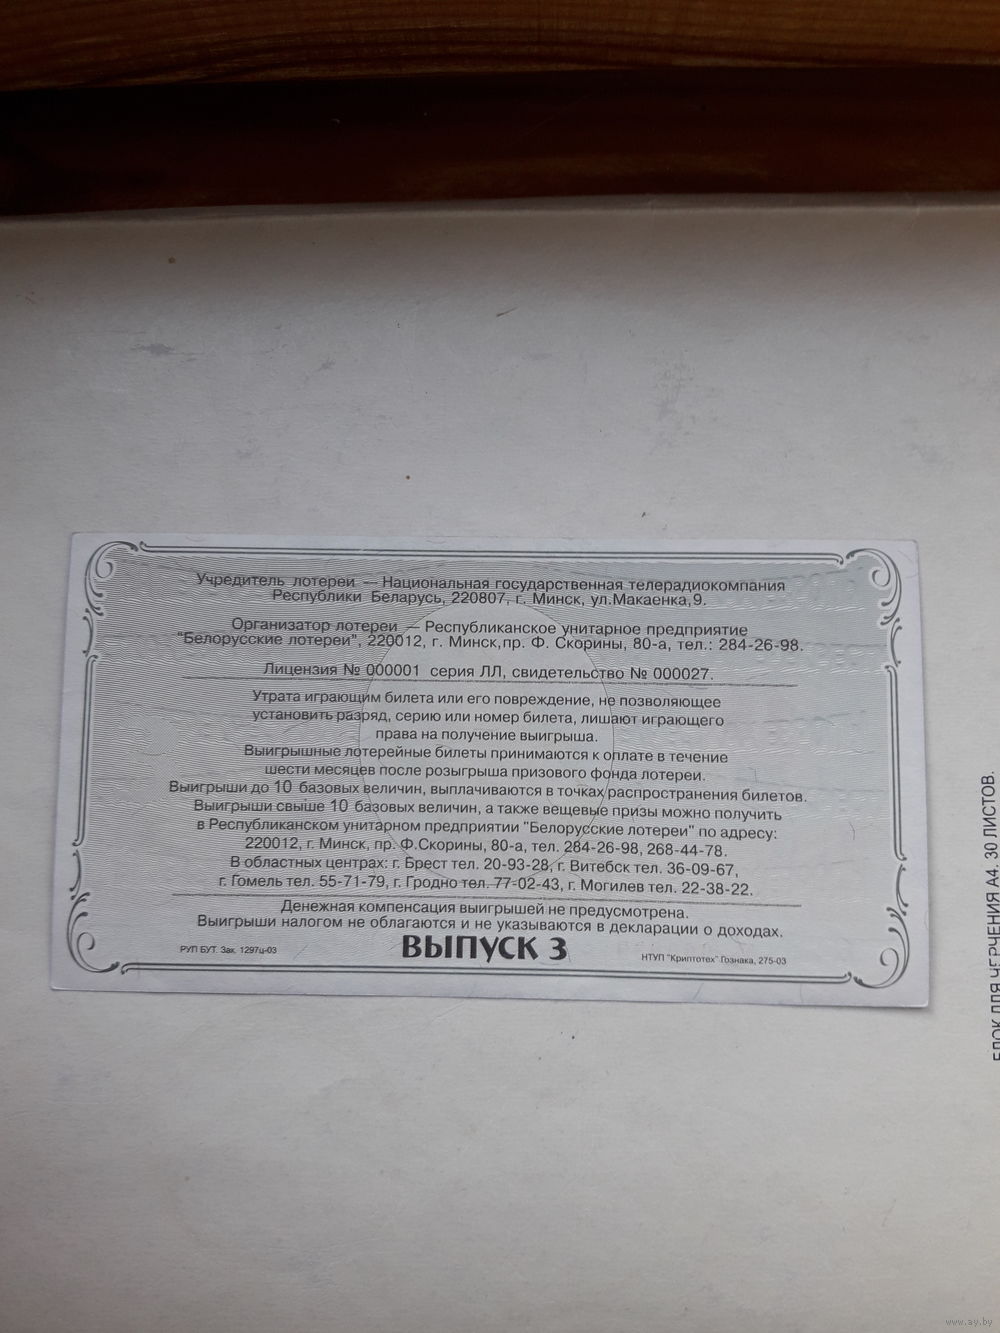 Учредитель лотереи — Национальная государственная телерадиокомпания
Республики Беларусь, 220807, г. Минск, ул.Макаенка,9.
Организатор лотереи — Республиканское унитарное предприятие
"Белорусские лотереи", 220012, г. Минск,пр. Ф. Скорины, 80-а, тел.: 284-26-98.
Лицензия № 000001 серия ЛЛ, свидетельство № 000027.
Утрата играющим билета или его повреждение, не позволяющее
установить разряд, серию или номер билета, лишают играющего
права на получение выигрыша.
Выигрышные лотерейные билеты принимаются к оплате в течение
шести месяцев после розыгрыша призового фонда лотереи.
Выигрыши до 10 базовых величин, выплачиваются в точках распространения билетов.
Выигрыши свыше 10 базовых величин, а также вещевые призы можно получить
в Республиканском унитарном предприятии "Белорусские лотереи" по адресу:
220012, г. Минск, пр. Ф.Скорины, 80-а, тел. 284-26-98, 268-44-78.
В областных центрах: г. Брест тел. 20-93-28, г. Витебск тел. 36-09-67,
г. Гомель тел. 55-71-79, г. Гродно тел. 77-02-43, г. Могилев тел. 22-38-22.
Денежная компенсация выигрышей не предусмотрена.
Выигрыши налогом не облагаются и не указываются в декларации о доходах.
РУП БУТ. Зак. 1297ц-03
ВЫПУСК 3
НТУП "Криптотех" Гознака, 275-03
БЛОК ДЛЯ ЧЕРЧЕНИЯ А4. 30 ЛИСТОВ.
www.ay.by